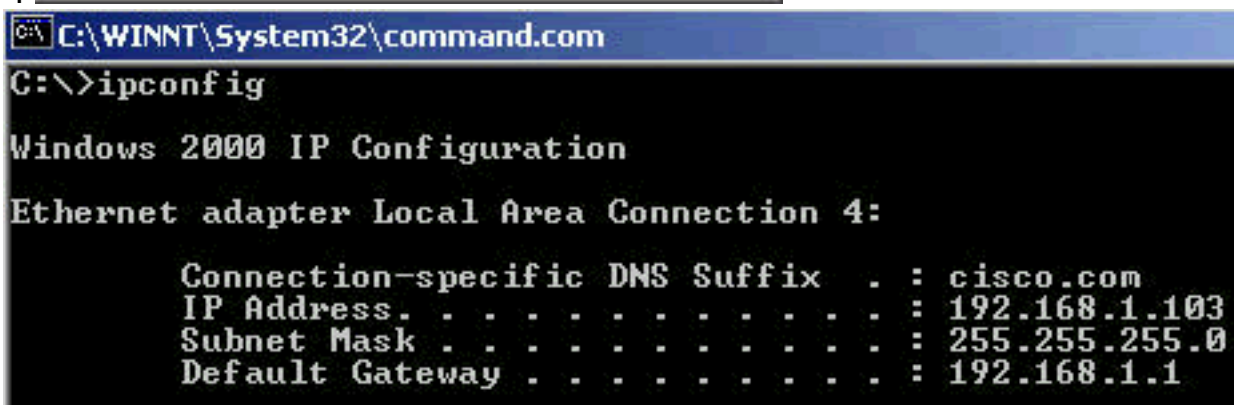 C:\WINNT\System32\command.com
C:\>ipconfig
Windows 2000 IP Configuration
Ethernet adapter Local Area Connection 4:
Connection-specific DNS Suffix . : cisco.com
IP Address. . . . . . . . . . . . : 192.168.1.103
Subnet Mask . . . . . . . . . . . : 255.255.255.0
Default Gateway . . . . . . . . . : 192.168.1.1